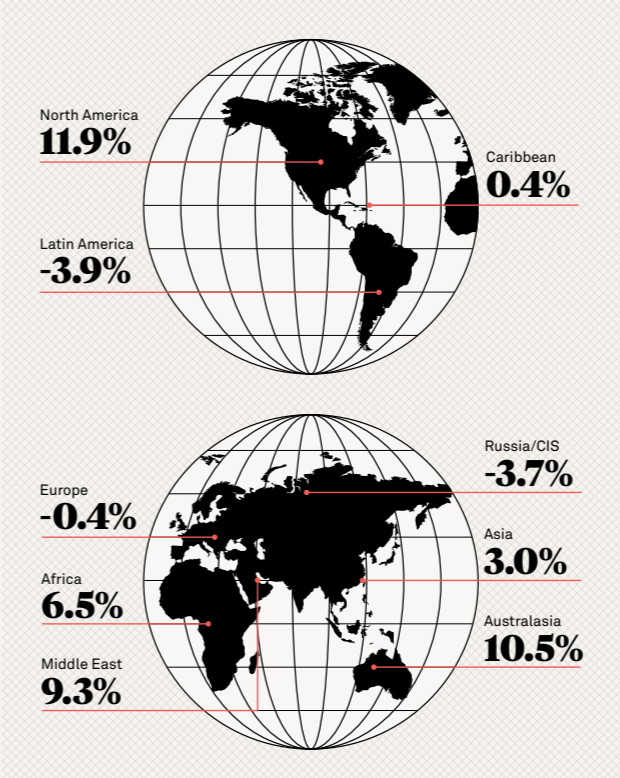 North America
11.9%
Caribbean
0.4%
Latin America
-3.9%
Russia/CIS
-3.7%
Europe
-0.4%
Asia
3.0%
Africa
6.5%
Australasia
10.5%
Middle East
9.3%